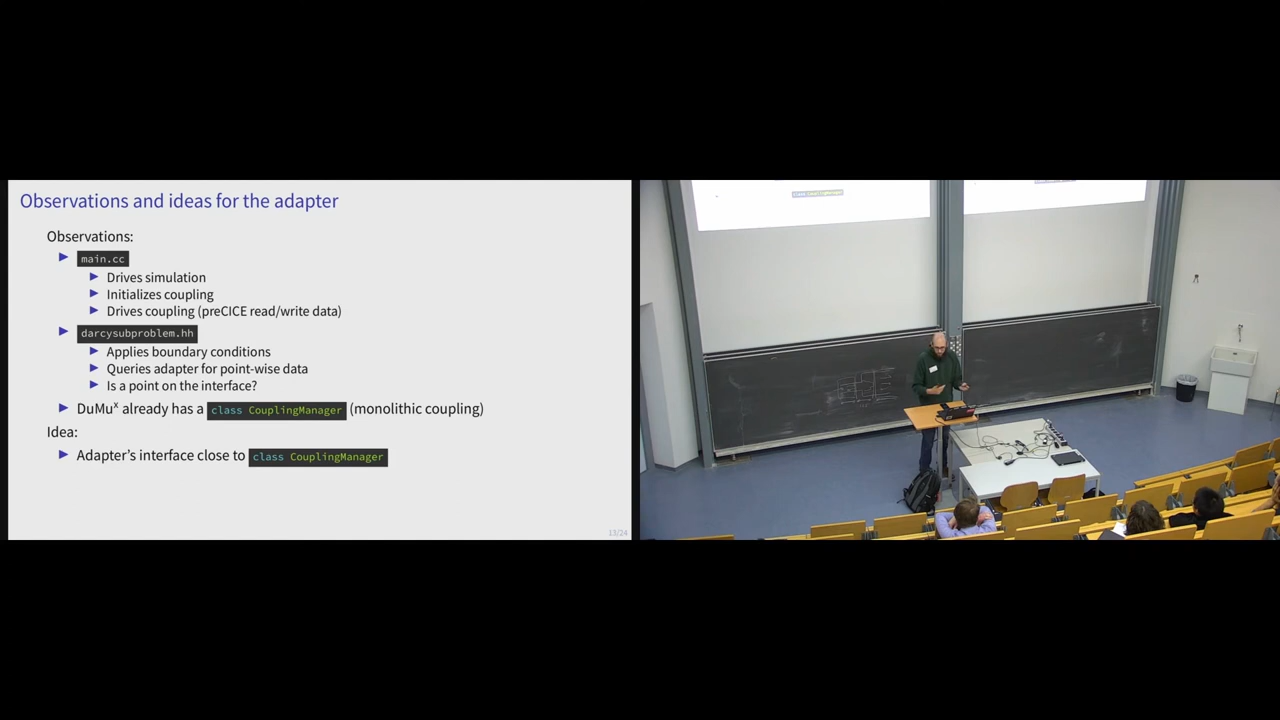 Observations and ideas for the adapter
Observations:
main.cc
Drives simulation
Initializes coupling
Drives coupling (preCICE read/write data)
darcysubproblem.hh
Applies boundary conditions
Queries adapter for point-wise data
Is a point on the interface?
DuMuˣ already has a class CouplingManager (monolithic coupling)
Idea:
Adapter's interface close to class CouplingManager
13/24